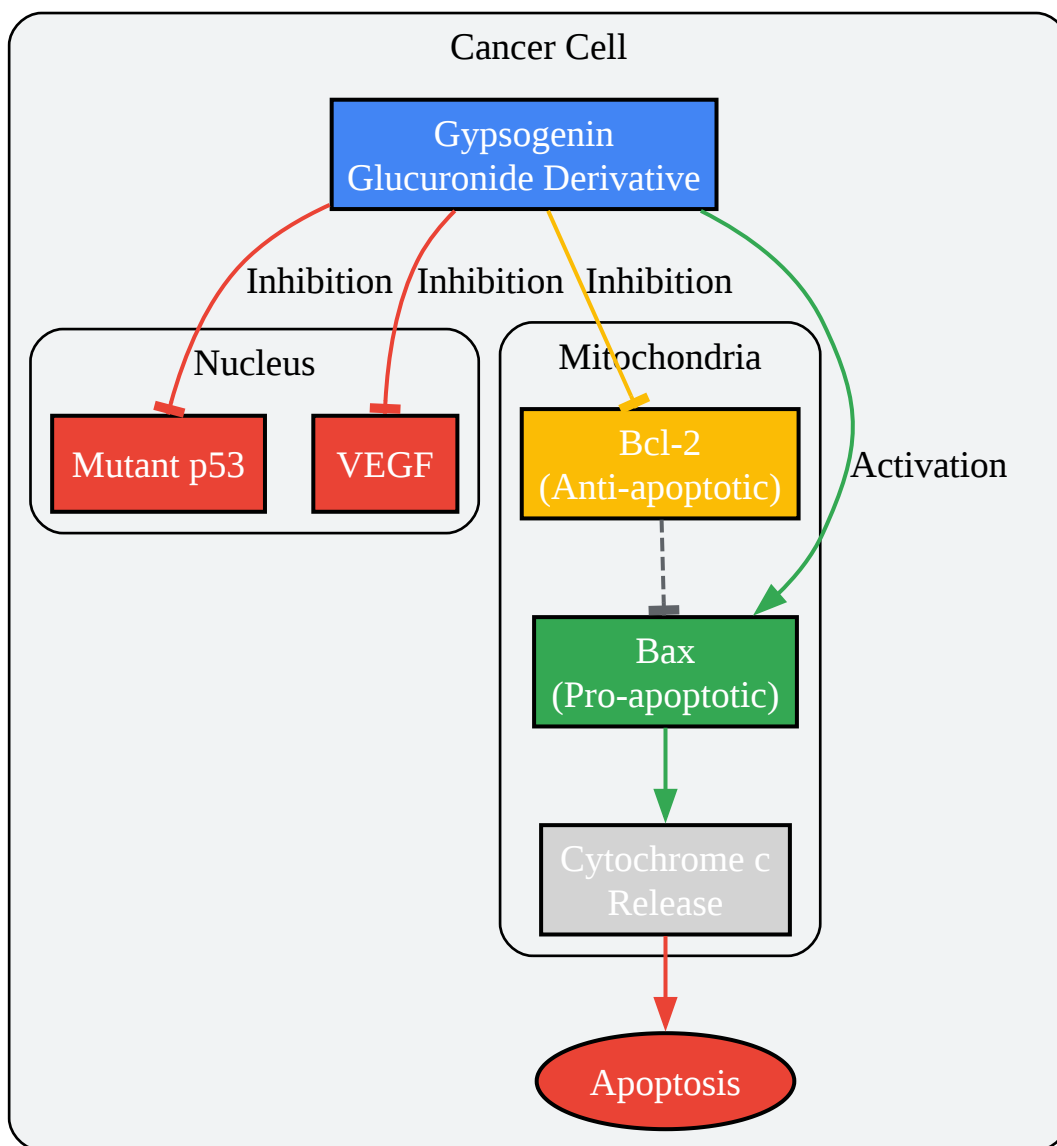 Cancer Cell
Gypsogenin
Glucuronide Derivative
Inhibition
Inhibition
Inhibition
Activation
Nucleus
Mutant p53
VEGF
Mitochondria
Bcl-2
(Anti-apoptotic)
Bax
(Pro-apoptotic)
Cytochrome c
Release
Apoptosis